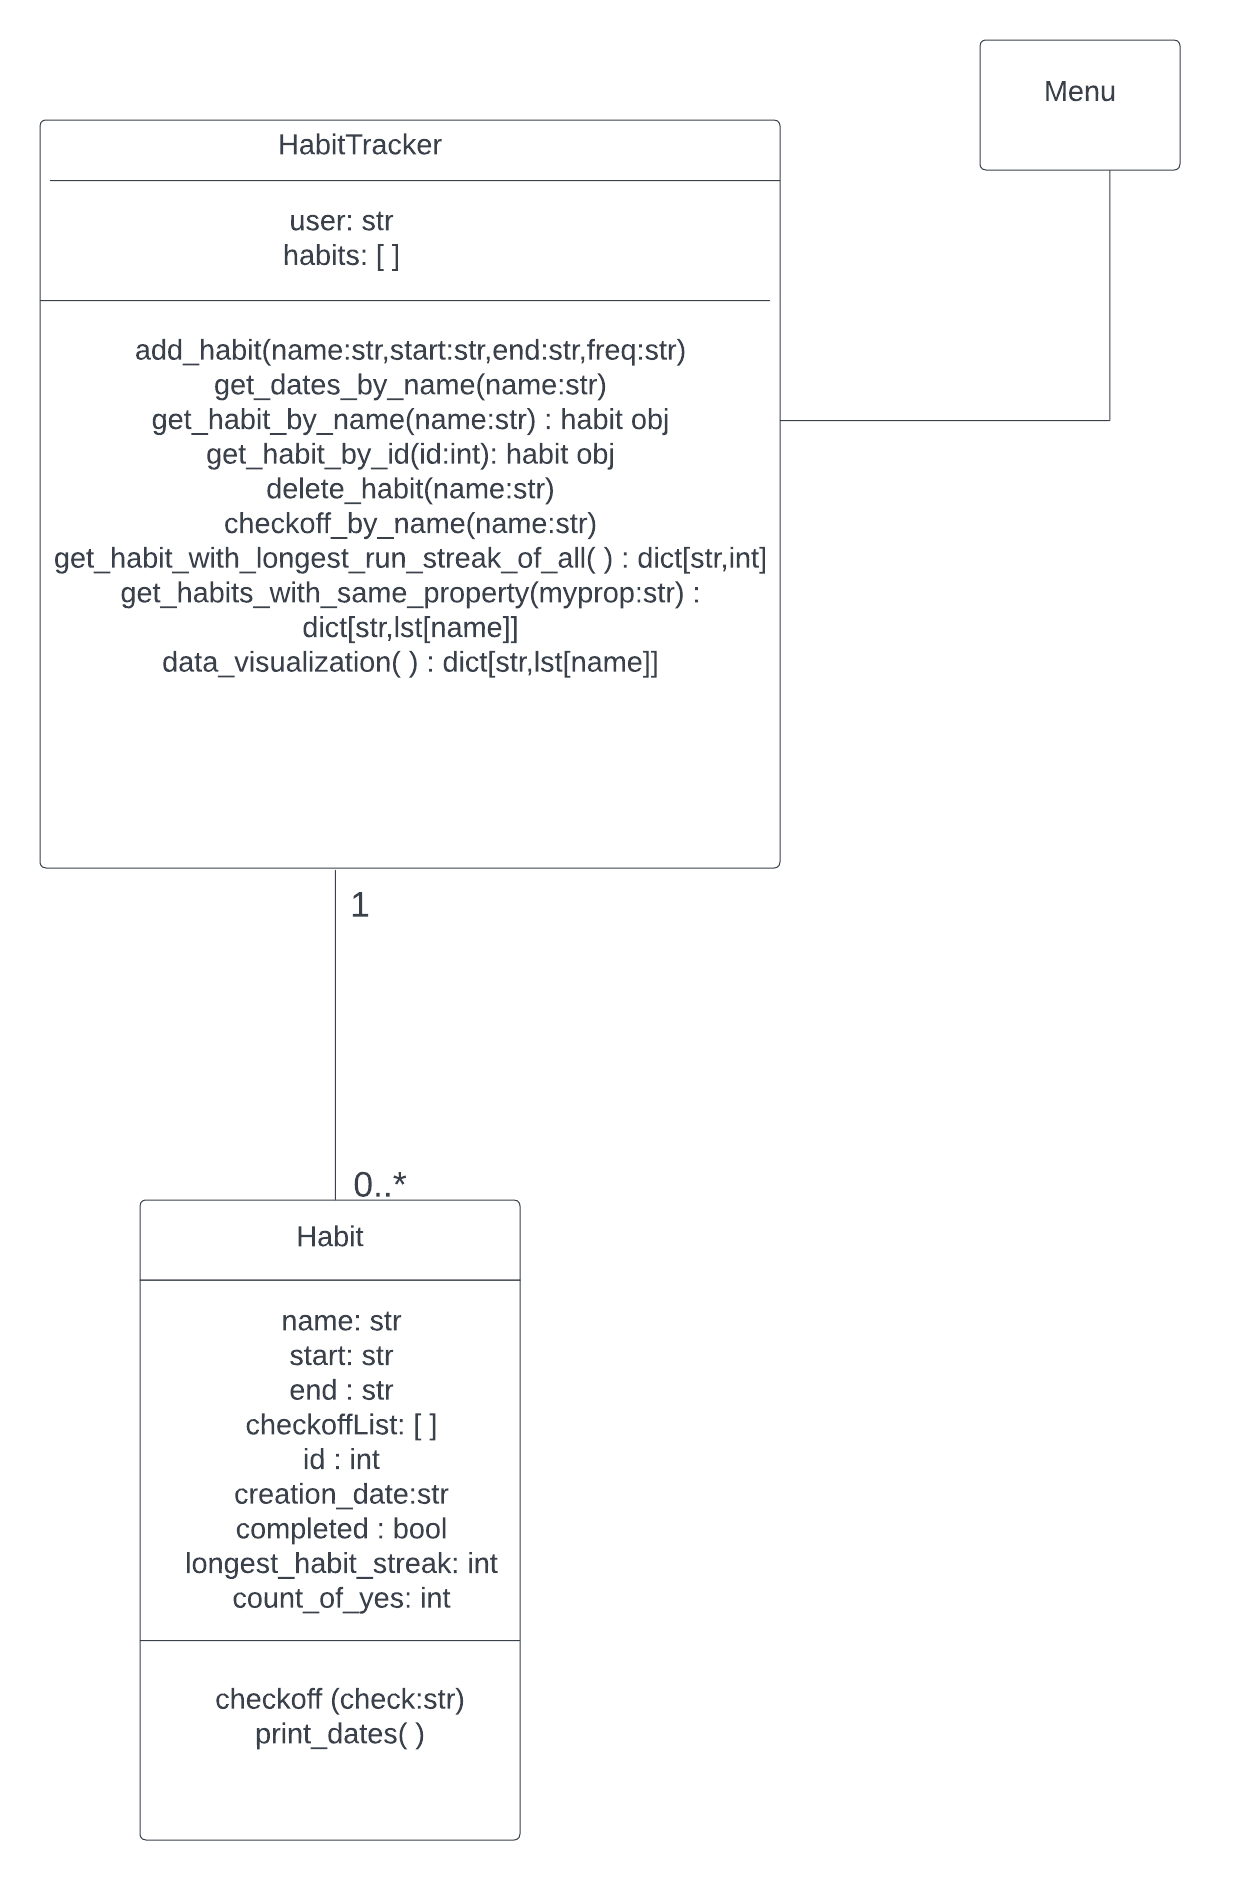 Menu
HabitTracker
user: str
habits: [ ]
add_habit(name:str,start:str,end:str,freq:str)
get_dates_by_name(name:str)
get_habit_by_name(name:str) : habit obj
get_habit_by_id(id:int): habit obj
delete_habit(name:str)
checkoff_by_name(name:str)
get_habit_with_longest_run_streak_of_all( ) : dict[str,int]
get_habits_with_same_property(myprop:str) :
dict[str,lst[name]]
data_visualization( ) : dict[str,lst[name]]
1
0..*
Habit
name: str
start: str
end : str
checkoffList: [ ]
id : int
creation_date:str
completed : bool
longest_habit_streak: int
count_of_yes: int
checkoff (check:str)
print_dates( )